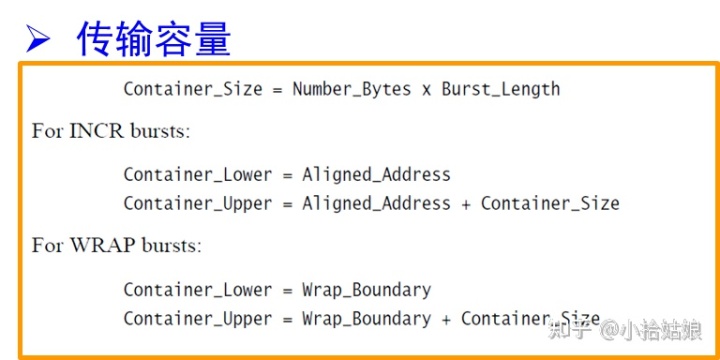 ➢ 传输容量
Container_Size = Number_Bytes x Burst_Length
For INCR bursts:
Container_Lower = Aligned_Address
Container_Upper = Aligned_Address + Container_Size
For WRAP bursts:
Container_Lower = Wrap_Boundary
Container_Upper = Wrap_Boundary + Container_Size
知乎 @小拾姑娘